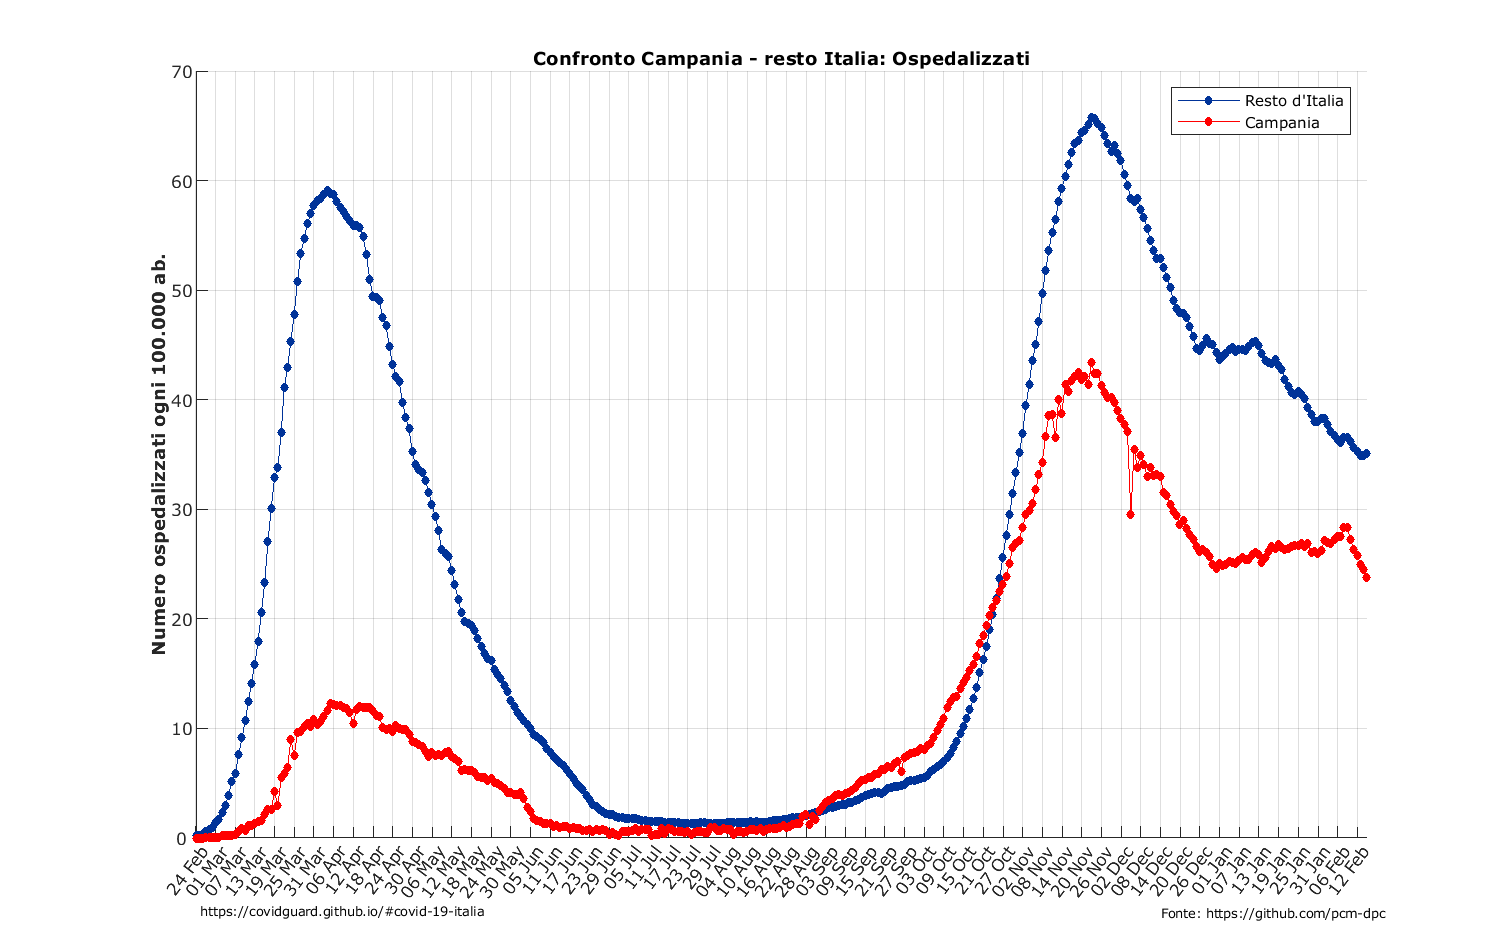 Confronto Campania - resto Italia: Ospedalizzati
Numero ospedalizzati ogni 100.000 ab.
70
60
50
40
30
20
10
0
Resto d'Italia
Campania
24 Feb
01 Mar
07 Mar
13 Mar
19 Mar
25 Mar
31 Mar
06 Apr
12 Apr
18 Apr
24 Apr
30 Apr
06 May
12 May
18 May
24 May
30 May
05 Jun
11 Jun
17 Jun
23 Jun
29 Jun
05 Jul
11 Jul
17 Jul
23 Jul
29 Jul
04 Aug
10 Aug
16 Aug
22 Aug
28 Aug
03 Sep
09 Sep
15 Sep
21 Sep
27 Sep
03 Oct
09 Oct
15 Oct
21 Oct
27 Oct
02 Nov
08 Nov
14 Nov
20 Nov
26 Nov
02 Dec
08 Dec
14 Dec
20 Dec
26 Dec
01 Jan
07 Jan
13 Jan
19 Jan
25 Jan
31 Jan
06 Feb
12 Feb
https://covidguard.github.io/#covid-19-italia
Fonte: https://github.com/pcm-dpc